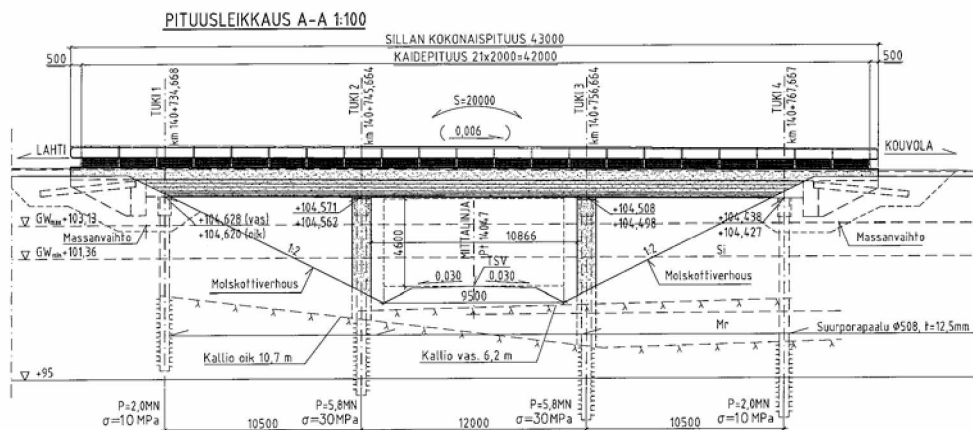 PITUUSLEIKKAUS A-A 1:100
SILLAN KOKONAISPITUUS 43000
500
KAIDEPITUUS 21x2000=42000
500
TUKI 1
km 140+734,668
TUKI 2
km 140+745,664
S=20000
0,006
TUKI 3
km 140+756,664
TUKI 4
km 140+767,667
LAHTI
KOUVOLA
GWmin+103,13
+104,628 (vas)
+104,620 (oik)
+104,571
+104,562
MITTALINJA
+104,508
+104,498
+104,438
+104,427
Massanvaihto
10866
Massanvaihto
GWmin+101,36
1:2
4600
TSV
1:2
Si
Molskottiverhous
0,030
0,030
Molskottiverhous
9500
Mr
Suurporapaalu Ø508, t=12,5mm
Kallio oik 10,7 m
Kallio vas. 6,2 m
+95
P=2,0MN
σ=10 MPa
P=5,8MN
σ=30MPa
P=5,8MN
σ=30MPa
P=2,0MN
σ=10 MPa
10500
12000
10500